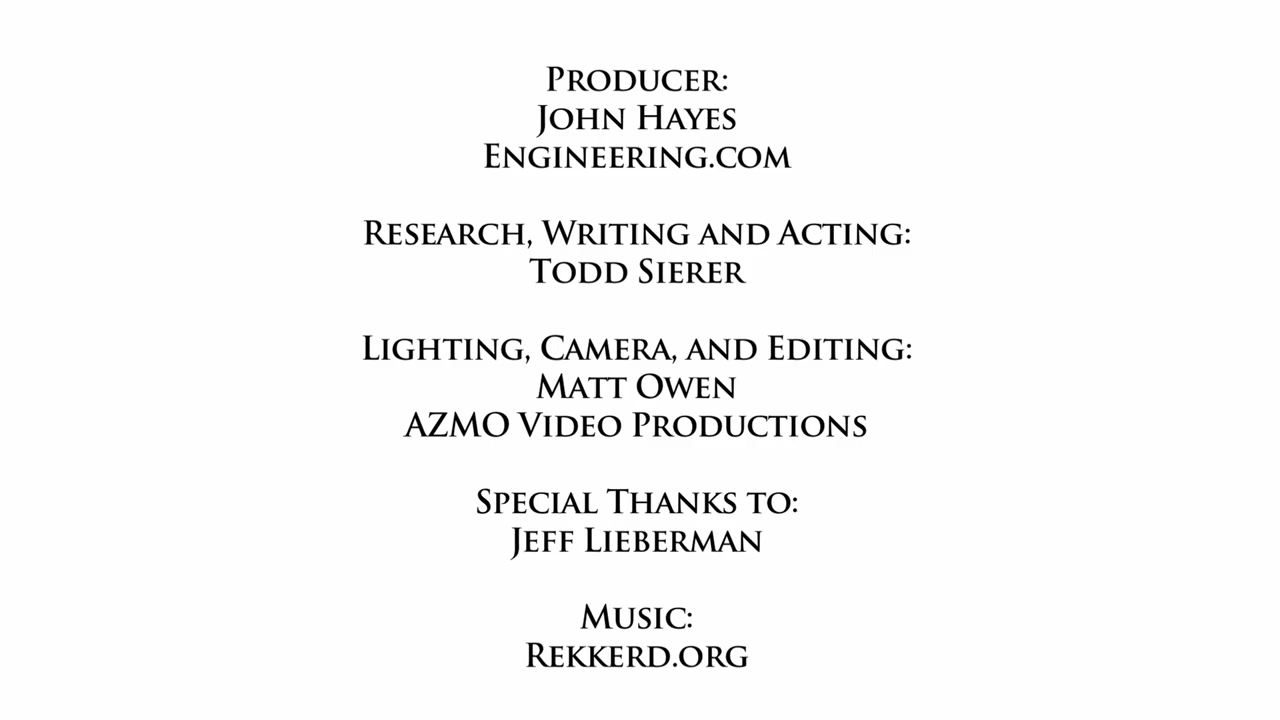 Producer:
John Hayes
Engineering.com
Research, Writing and Acting:
Todd Sierer
Lighting, Camera, and Editing:
Matt Owen
AZMO Video Productions
Special Thanks to:
Jeff Lieberman
Music:
Rekkerd.org